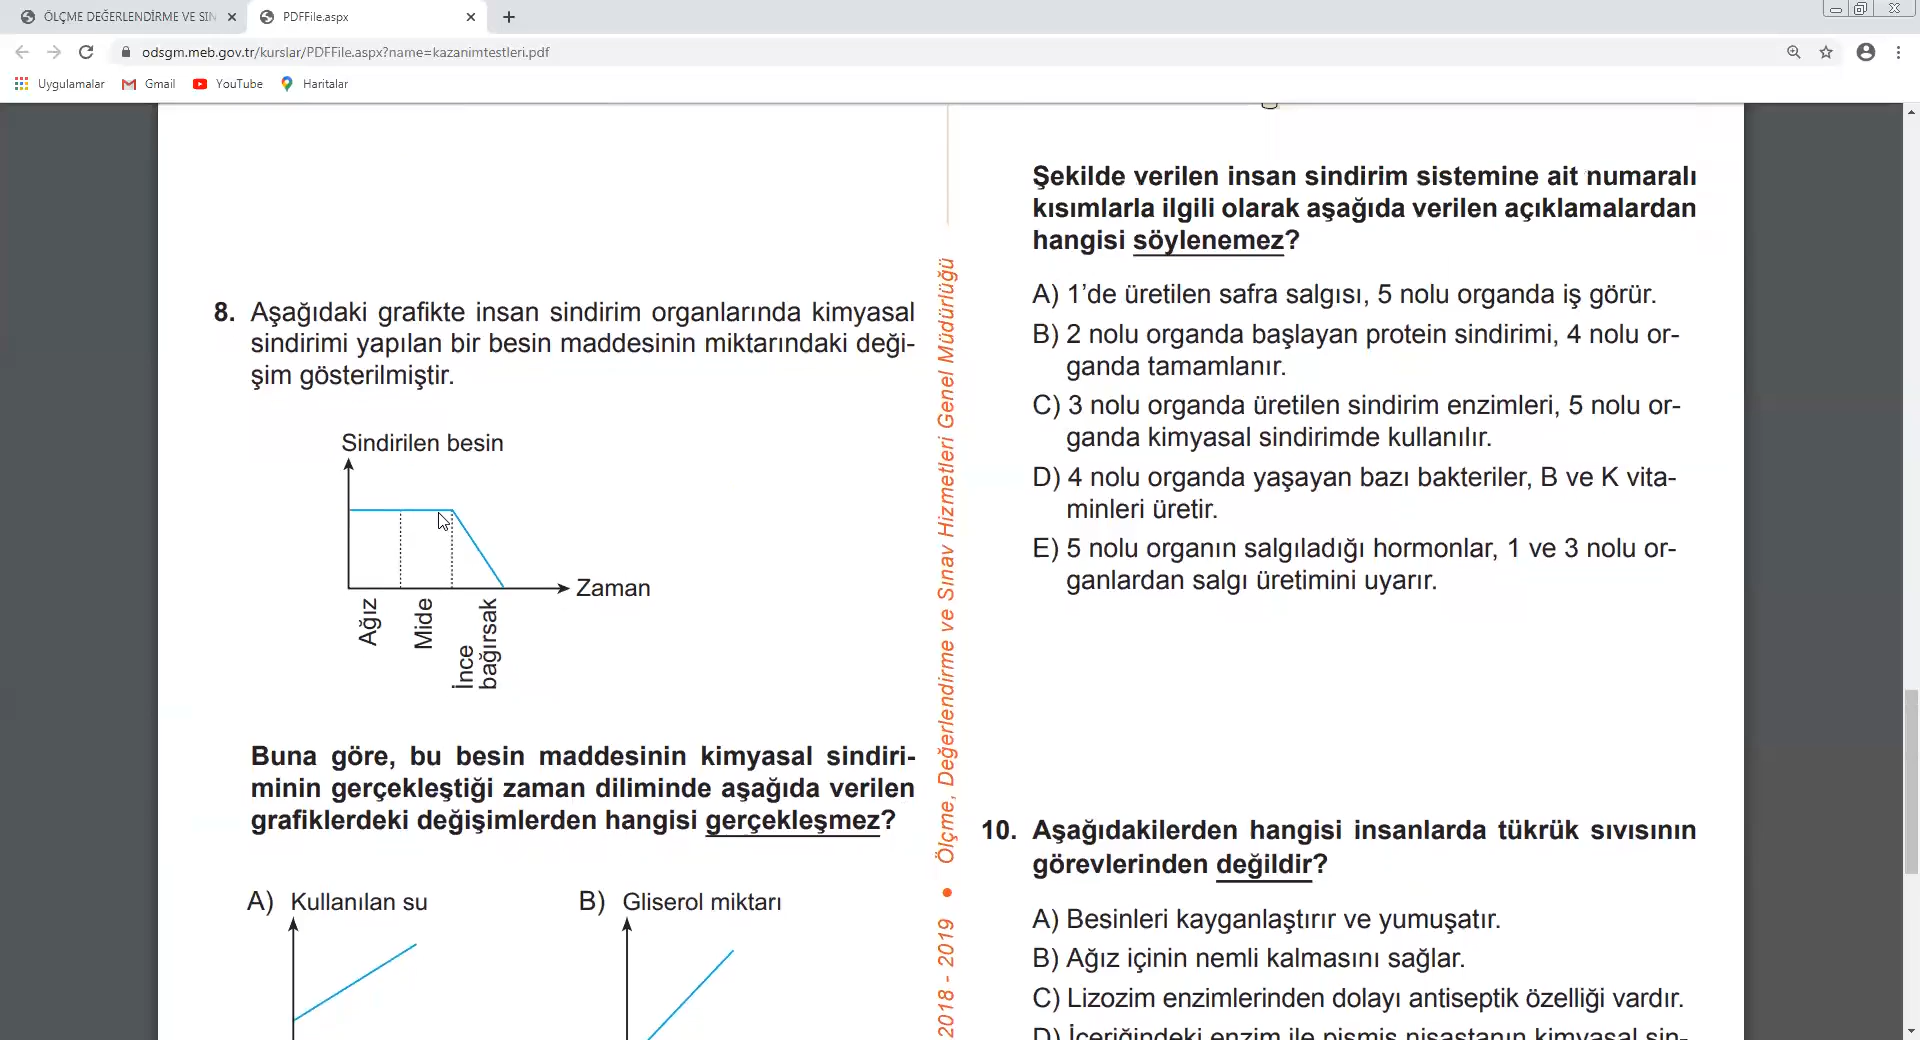 ÖLÇME DEĞERLENDİRME VE SIN
PDFFile.aspx
odsgm.meb.gov.tr/kurslar/PDFFile.aspx?name=kazanimtestleri.pdf
Uygulamalar
Gmail
YouTube
Haritalar
8. Aşağıdaki grafikte insan sindirim organlarında kimyasal
sindirimi yapılan bir besin maddesinin miktarındaki deği-
şim gösterilmiştir.
Sindirilen besin
Zaman
Ağız
Mide
İnce
bağırsak
Buna göre, bu besin maddesinin kimyasal sindiri-
minin gerçekleştiği zaman diliminde aşağıda verilen
grafiklerdeki değişimlerden hangisi gerçekleşmez?
A) Kullanılan su
B) Gliserol miktarı
2018 - 2019 • Ölçme, Değerlendirme ve Sınav Hizmetleri Genel Müdürlüğü
Şekilde verilen insan sindirim sistemine ait numaralı
kısımlarla ilgili olarak aşağıda verilen açıklamalardan
hangisi söylenemez?
A) 1’de üretilen safra salgısı, 5 nolu organda iş görür.
B) 2 nolu organda başlayan protein sindirimi, 4 nolu or-
ganda tamamlanır.
C) 3 nolu organda üretilen sindirim enzimleri, 5 nolu or-
ganda kimyasal sindirimde kullanılır.
D) 4 nolu organda yaşayan bazı bakteriler, B ve K vita-
minleri üretir.
E) 5 nolu organın salgıladığı hormonlar, 1 ve 3 nolu or-
ganlardan salgı üretimini uyarır.
10. Aşağıdakilerden hangisi insanlarda tükrük sıvısının
görevlerinden değildir?
A) Besinleri kayganlaştırır ve yumuşatır.
B) Ağız içinin nemli kalmasını sağlar.
C) Lizozim enzimlerinden dolayı antiseptik özelliği vardır.
D) İçeriğindeki enzim ile pişmiş nişastanın kimyasal sin-